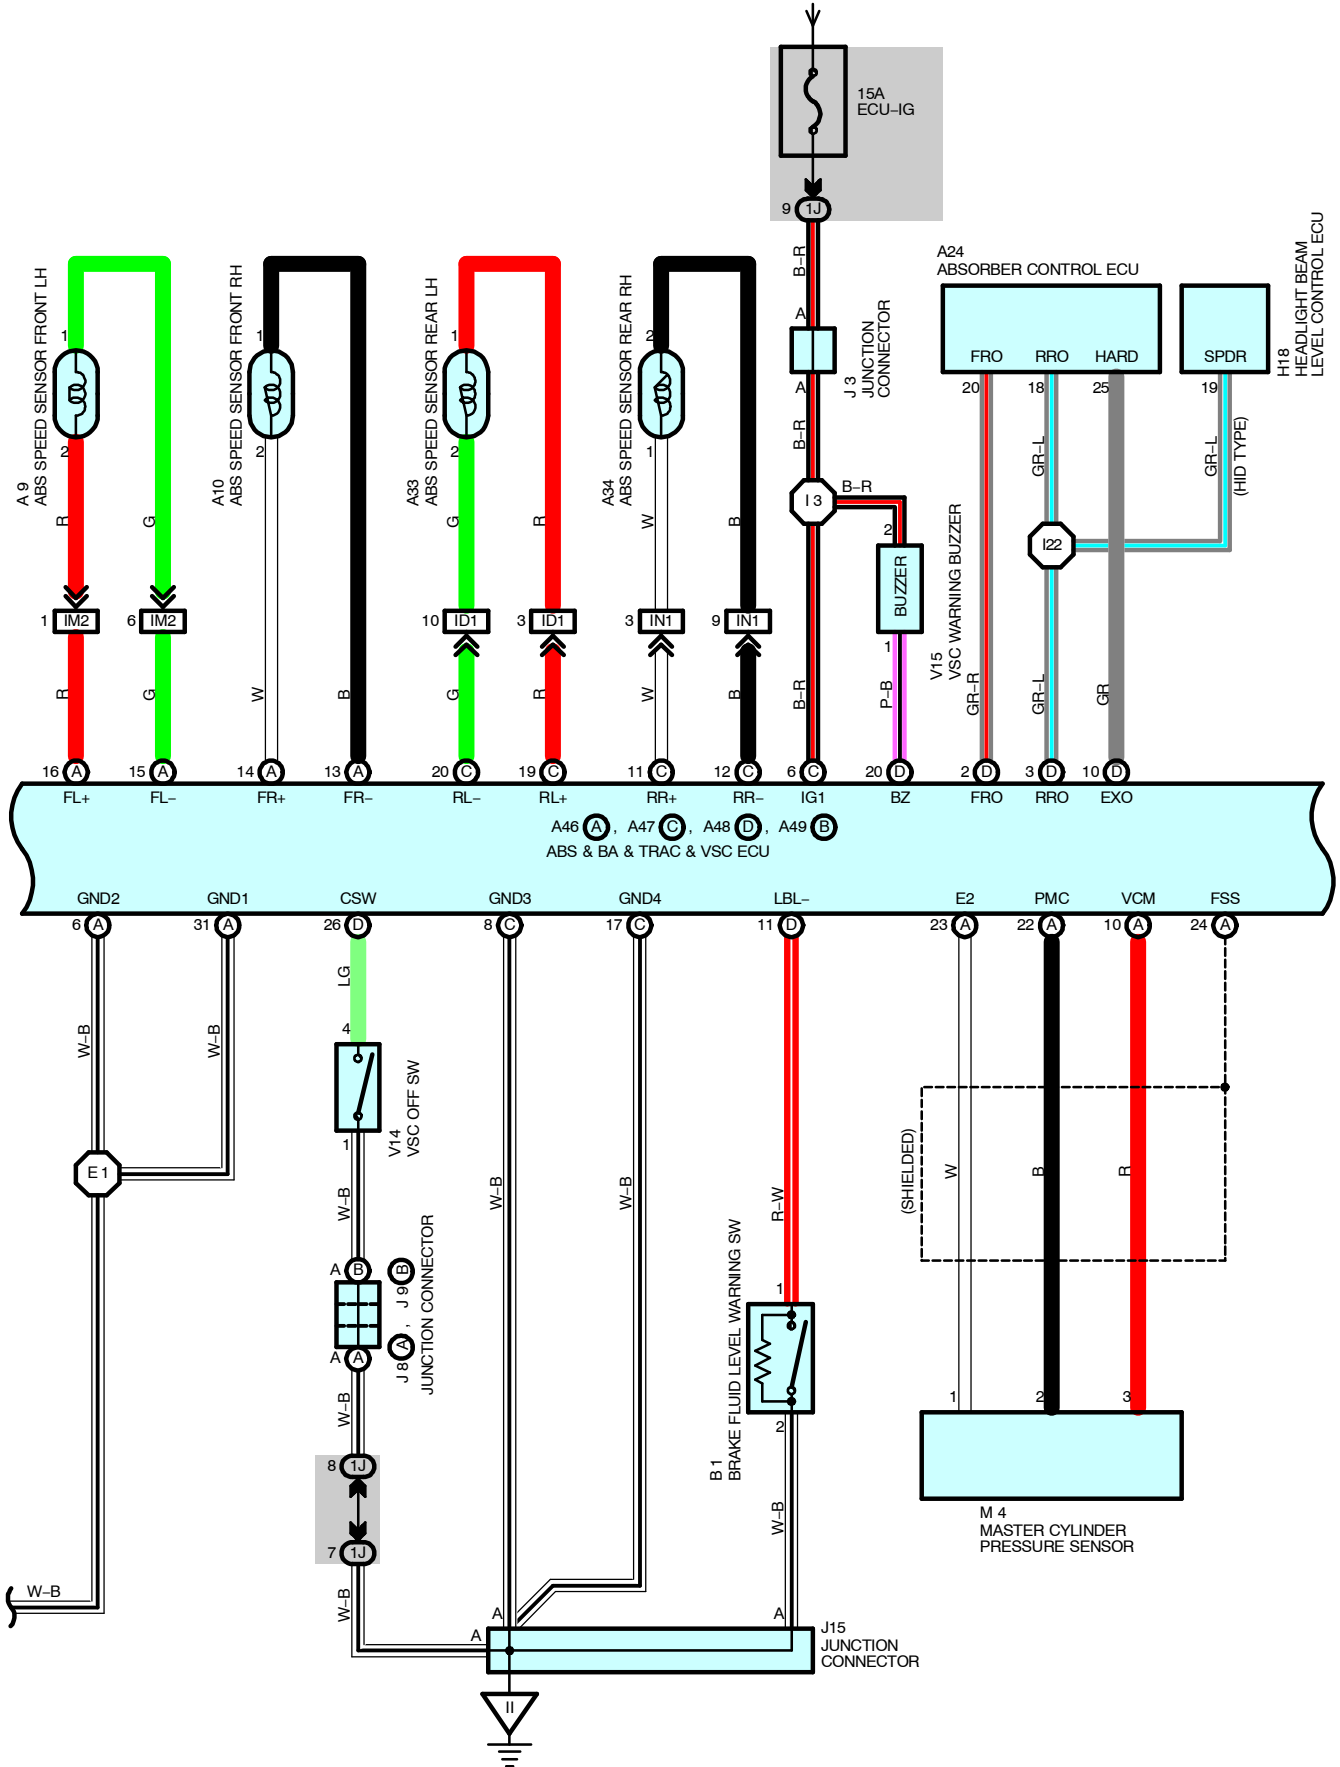 15A
ECU-IG
9 1J
B-R
A24
ABSORBER CONTROL ECU
FRO RRO HARD
20 18 25
H18
HEADLIGHT BEAM
LEVEL CONTROL ECU
SPDR
19
GR-L
(HID TYPE)
A 9
ABS SPEED SENSOR FRONT LH
1
2
A10
ABS SPEED SENSOR FRONT RH
1
2
A33
ABS SPEED SENSOR REAR LH
1
2
A34
ABS SPEED SENSOR REAR RH
2
1
A
J 3
JUNCTION
CONNECTOR
A
B-R
I 3
B-R
2
BUZZER
1
V15
VSC WARNING BUZZER
GR-L
I22
R G G R W B
1 IM2 6 IM2 10 ID1 3 ID1 3 IN1 9 IN1
R G W B G R W B B-R P-B GR-R GR-L GR
16 A 15 A 14 A 13 A 20 C 19 C 11 C 12 C 6 C 20 D 2 D 3 D 10 D
FL+ FL- FR+ FR- RL- RL+ RR+ RR- IG1 BZ FRO RRO EXO
A46 A , A47 C , A48 D , A49 B
ABS & BA & TRAC & VSC ECU
GND2 GND1 CSW GND3 GND4 LBL- E2 PMC VCM FSS
6 A 31 A 26 D 8 C 17 C 11 D 23 A 22 A 10 A 24 A
LG
W-B W-B
4
V14
VSC OFF SW
1
E 1
W-B
W-B W-B R-W
(SHIELDED)
W B R
A B
J 8 A , J 9 B
JUNCTION CONNECTOR
A A
W-B
B 1
BRAKE FLUID LEVEL WARNING SW
1
2
1 2 3
M 4
MASTER CYLINDER
PRESSURE SENSOR
8 1J
7 1J
W-B
W-B
W-B
A A A
J15
JUNCTION
CONNECTOR
II